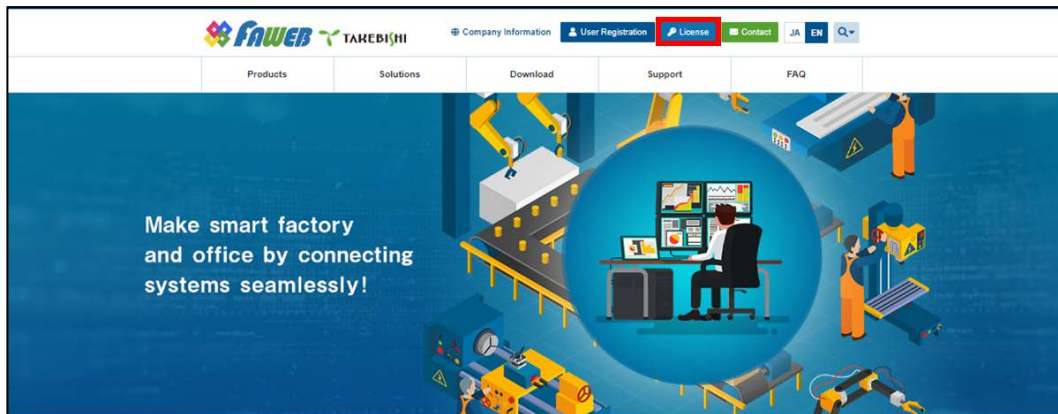 FAWEB TAKEBISHI Company Information User Registration License Contact JA EN
Products Solutions Download Support FAQ
Make smart factory
and office by connecting
systems seamlessly!